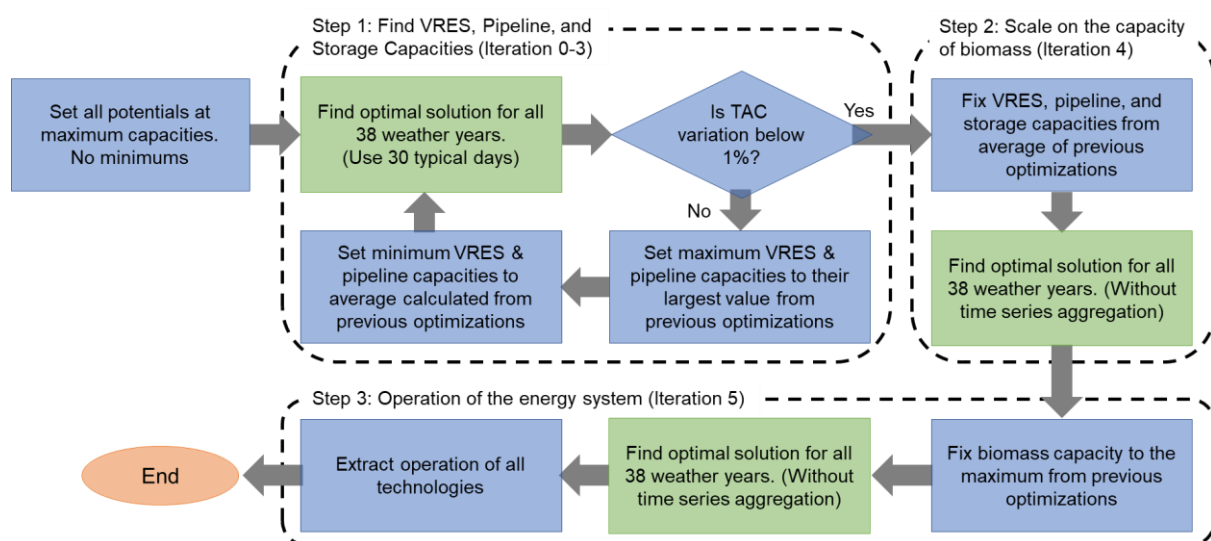 Step 1: Find VRES, Pipeline, and
Storage Capacities (Iteration 0-3)
Step 2: Scale on the capacity
of biomass (Iteration 4)
Set all potentials at
maximum capacities.
No minimums
Find optimal solution for all
38 weather years.
(Use 30 typical days)
Is TAC
variation below
1%?
Yes
No
Fix VRES, pipeline, and
storage capacities from
average of previous
optimizations
Set minimum VRES &
pipeline capacities to
average calculated from
previous optimizations
Set maximum VRES &
pipeline capacities to their
largest value from
previous optimizations
Find optimal solution for all
38 weather years. (Without
time series aggregation)
Step 3: Operation of the energy system (Iteration 5)
End
Extract operation of all
technologies
Find optimal solution for all
38 weather years. (Without
time series aggregation)
Fix biomass capacity to the
maximum from previous
optimizations